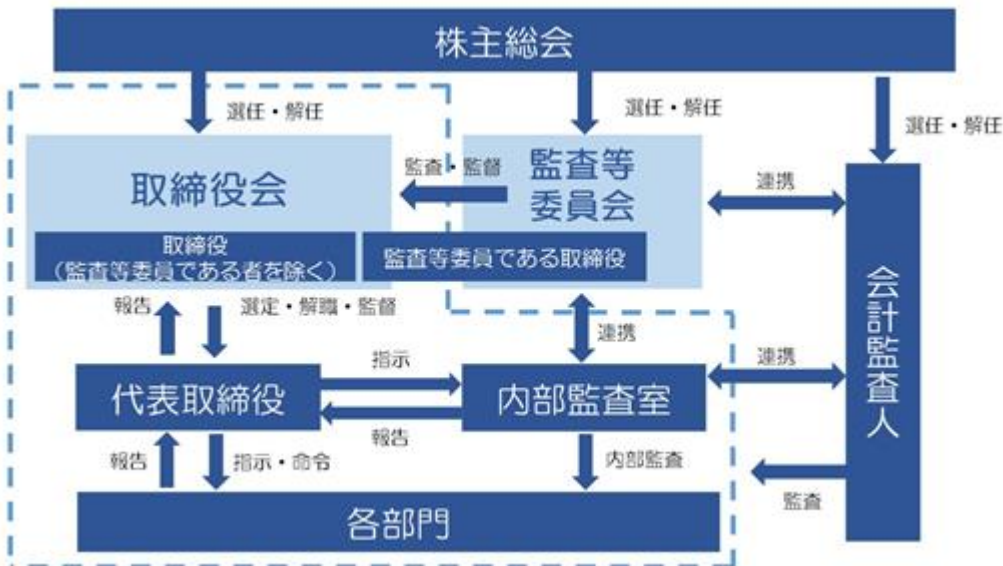 株主総会
選任・解任
選任・解任
選任・解任
取締役会
監査・監督
監査等
委員会
連携
取締役
(監査等委員である者を除く)
監査等委員である取締役
会計監査人
報告
選定・解職・監督
連携
指示
連携
代表取締役
内部監査室
報告
報告
指示・命令
内部監査
監査
各部門